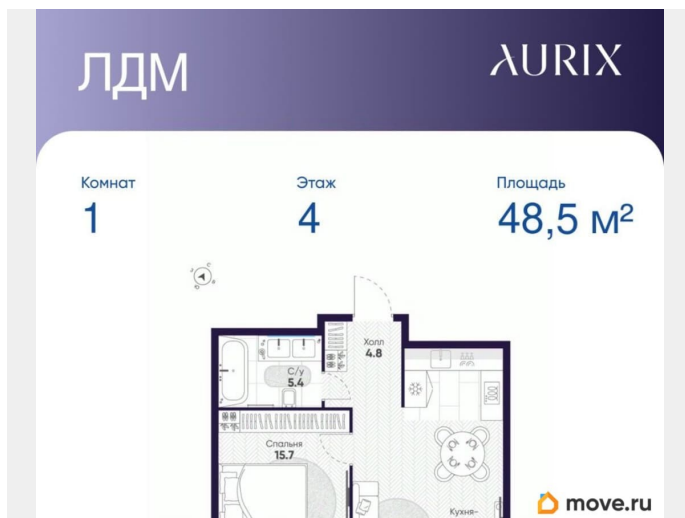 ЛДМ
AURIX
Комнат Этаж Площадь
1 4 48,5 м²
Холл
4.8
С/у
5.4
Спальня
15.7
Кухня-
move.ru